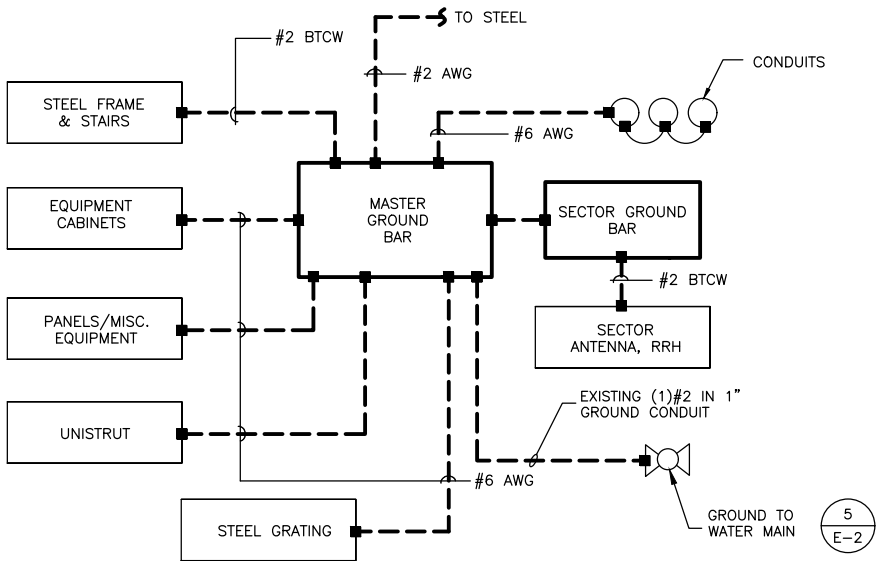 TO STEEL
#2 BTCW
#2 AWG
CONDUITS
STEEL FRAME
& STAIRS
#6 AWG
EQUIPMENT
CABINETS
MASTER
GROUND
BAR
SECTOR GROUND
BAR
#2 BTCW
PANELS/MISC.
EQUIPMENT
SECTOR
ANTENNA, RRH
EXISTING (1)#2 IN 1"
GROUND CONDUIT
UNISTRUT
#6 AWG
STEEL GRATING
GROUND TO
WATER MAIN
5
E-2